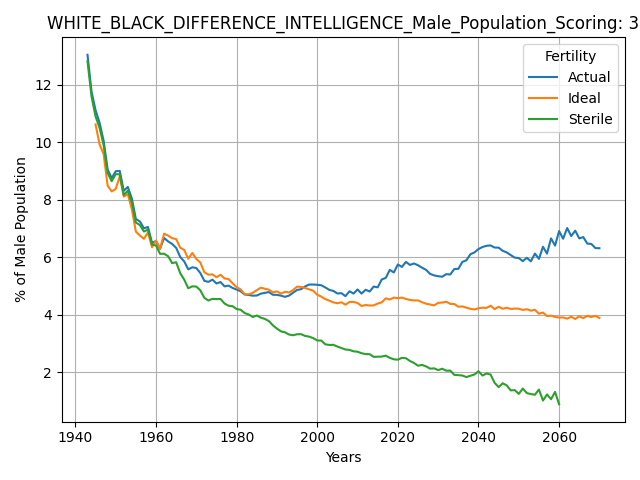 WHITE_BLACK_DIFFERENCE_INTELLIGENCE_Male_Population_Scoring: 3
Fertility
Actual
Ideal
Sterile
% of Male Population
12
10
8
6
4
2
1940 1960 1980 2000 2020 2040 2060
Years